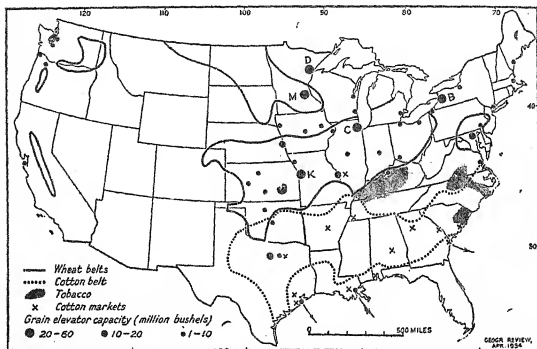 120
110
100
90
80
70
40
30
D
M
B
C
K
Wheat belts
Cotton belt
Tobacco
x Cotton markets
Grain elevator capacity (million bushels)
20 - 60 10 - 20 1 - 10
500 MILES
GEOGR REVIEW,
APR. 1934